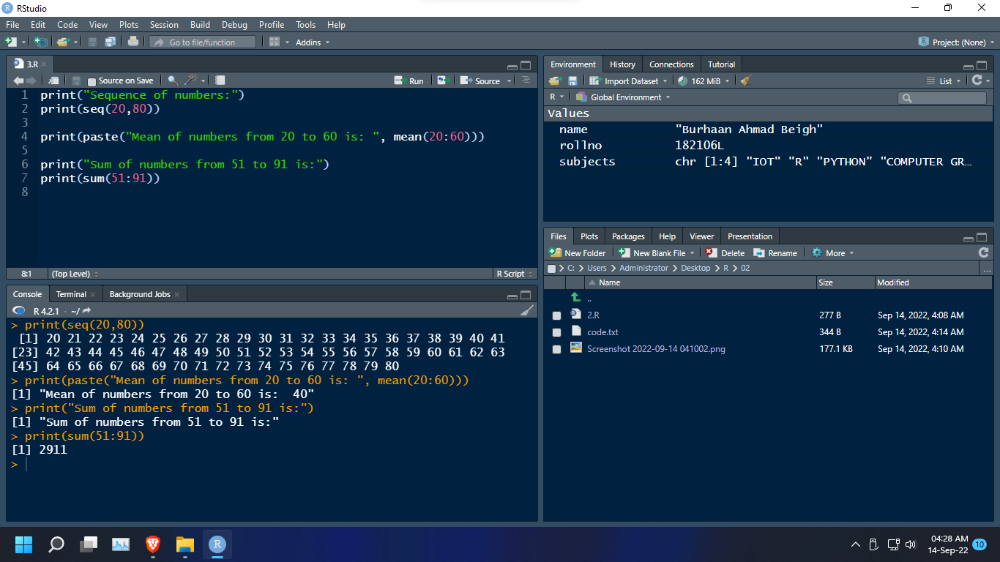 RStudio
File Edit Code View Plots Session Build Debug Profile Tools Help
Go to file/function Addins Project: (None)
3.R
Source on Save Run Source
1 print("Sequence of numbers:")
2 print(seq(20,80))
3
4 print(paste("Mean of numbers from 20 to 60 is: ", mean(20:60)))
5
6 print("Sum of numbers from 51 to 91 is:")
7 print(sum(51:91))
8
8:1 (Top Level) R Script
Console Terminal Background Jobs
R 4.2.1 · ~/
> print(seq(20,80))
[1] 20 21 22 23 24 25 26 27 28 29 30 31 32 33 34 35 36 37 38 39 40 41
[23] 42 43 44 45 46 47 48 49 50 51 52 53 54 55 56 57 58 59 60 61 62 63
[45] 64 65 66 67 68 69 70 71 72 73 74 75 76 77 78 79 80
> print(paste("Mean of numbers from 20 to 60 is: ", mean(20:60)))
[1] "Mean of numbers from 20 to 60 is:  40"
> print("Sum of numbers from 51 to 91 is:")
[1] "Sum of numbers from 51 to 91 is:"
> print(sum(51:91))
[1] 2911
>
Environment History Connections Tutorial
Import Dataset 162 MiB List
R Global Environment
Values
name "Burhaan Ahmad Beigh"
rollno 182106L
subjects chr [1:4] "IOT" "R" "PYTHON" "COMPUTER GR…
Files Plots Packages Help Viewer Presentation
New Folder New Blank File Delete Rename More
C: > Users > Administrator > Desktop > R > 02 ...
Name Size Modified
..
2.R 277 B Sep 14, 2022, 4:08 AM
code.txt 344 B Sep 14, 2022, 4:14 AM
Screenshot 2022-09-14 041002.png 177.1 KB Sep 14, 2022, 4:10 AM
R 04:28 AM
14-Sep-22 10